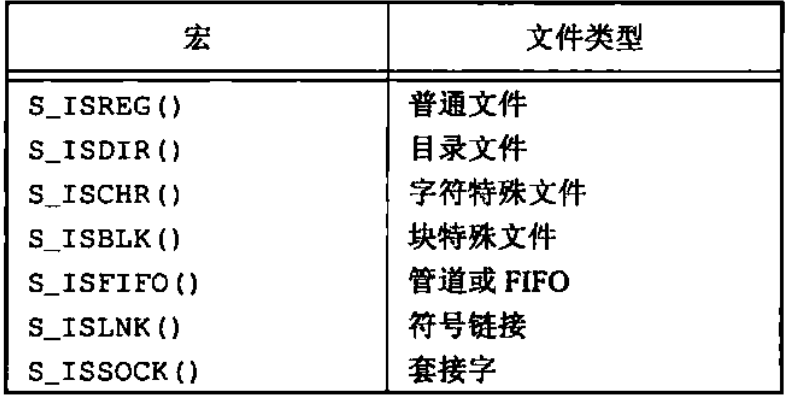 宏 文件类型
S_ISREG() 普通文件
S_ISDIR() 目录文件
S_ISCHR() 字符特殊文件
S_ISBLK() 块特殊文件
S_ISFIFO() 管道或 FIFO
S_ISLNK() 符号链接
S_ISSOCK() 套接字